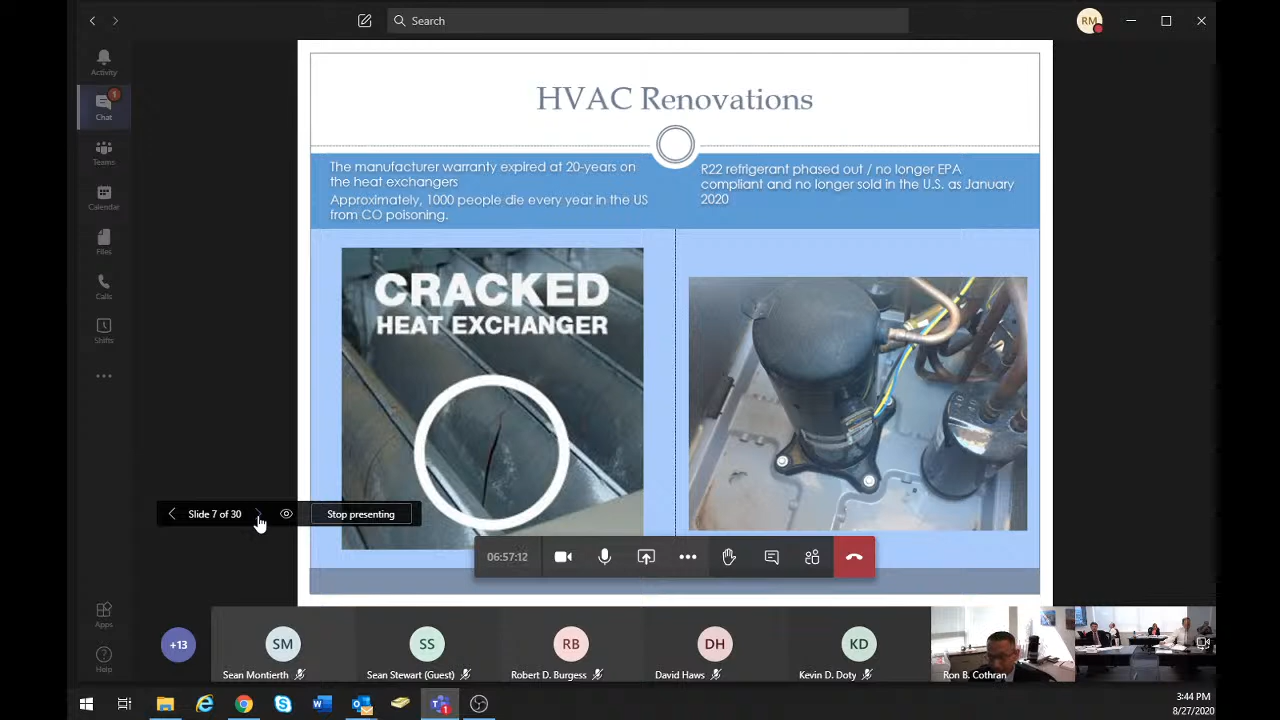 Search
RM
Activity
1
Chat
Teams
Calendar
Files
Calls
Shifts
Apps
Help
HVAC Renovations
The manufacturer warranty expired at 20-years on
the heat exchangers
Approximately, 1000 people die every year in the US
from CO poisoning.
R22 refrigerant phased out / no longer EPA
compliant and no longer sold in the U.S. as January
2020
CRACKED
HEAT EXCHANGER
Slide 7 of 30
Stop presenting
06:57:12
+13
SM
Sean Montierth
SS
Sean Stewart (Guest)
RB
Robert D. Burgess
DH
David Haws
KD
Kevin D. Doty
Ron B. Cothran
3:44 PM
8/27/2020